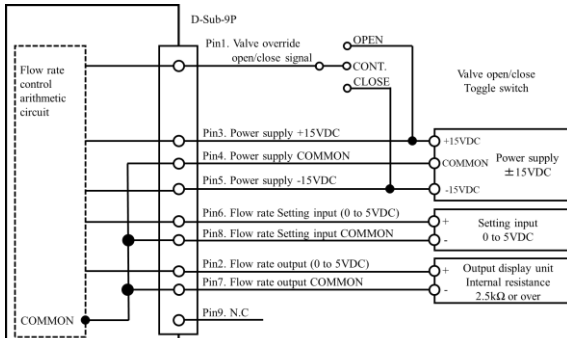 D-Sub-9P
Pin1. Valve override
open/close signal
OPEN
CONT.
CLOSE
Valve open/close
Toggle switch
Flow rate
control
arithmetic
circuit
Pin3. Power supply +15VDC
Pin4. Power supply COMMON
Pin5. Power supply -15VDC
+15VDC
COMMON
-15VDC
Power supply
±15VDC
Pin6. Flow rate Setting input (0 to 5VDC)
Pin8. Flow rate Setting input COMMON
+
-
Setting input
0 to 5VDC
Pin2. Flow rate output (0 to 5VDC)
Pin7. Flow rate output COMMON
+
-
Output display unit
Internal resistance
2.5kΩ or over
COMMON
Pin9. N.C